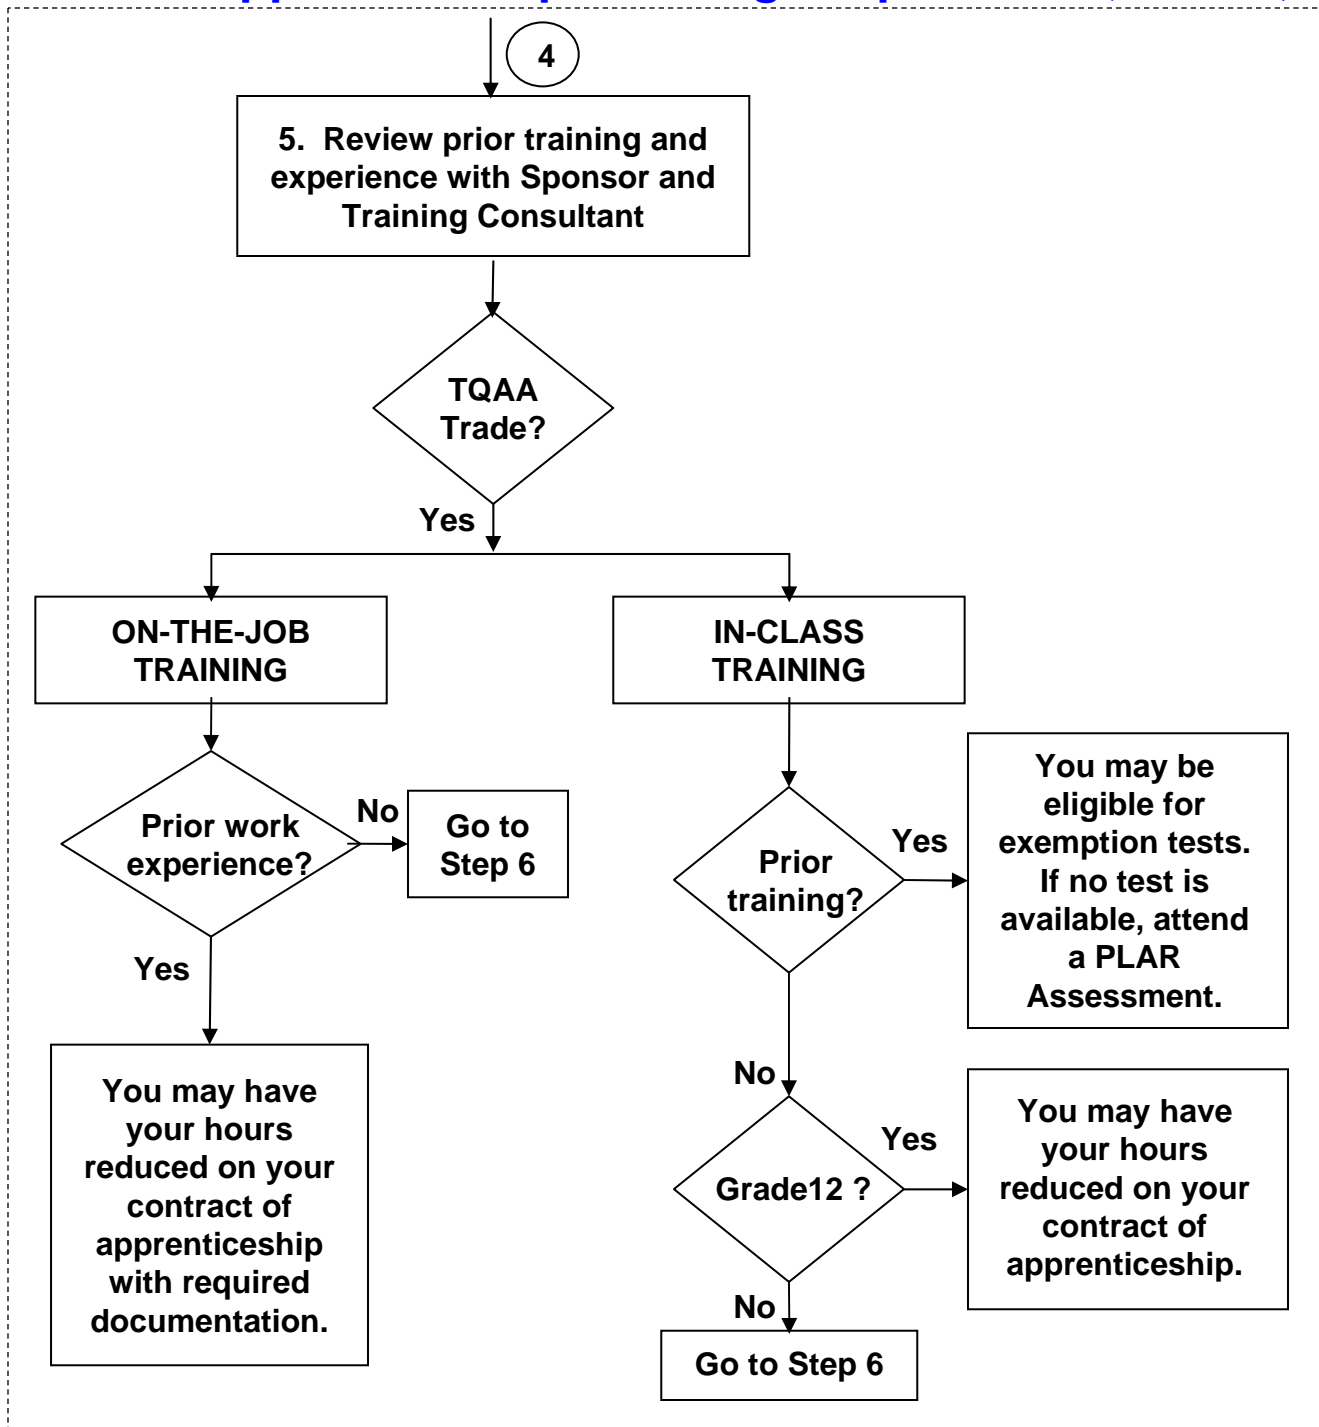 4
5. Review prior training and
experience with Sponsor and
Training Consultant
TQAA
Trade?
Yes
ON-THE-JOB
TRAINING
IN-CLASS
TRAINING
Prior work
experience?
No
Go to
Step 6
Yes
You may have
your hours
reduced on your
contract of
apprenticeship
with required
documentation.
Prior
training?
Yes
You may be
eligible for
exemption tests.
If no test is
available, attend
a PLAR
Assessment.
No
Grade12 ?
Yes
You may have
your hours
reduced on your
contract of
apprenticeship.
No
Go to Step 6